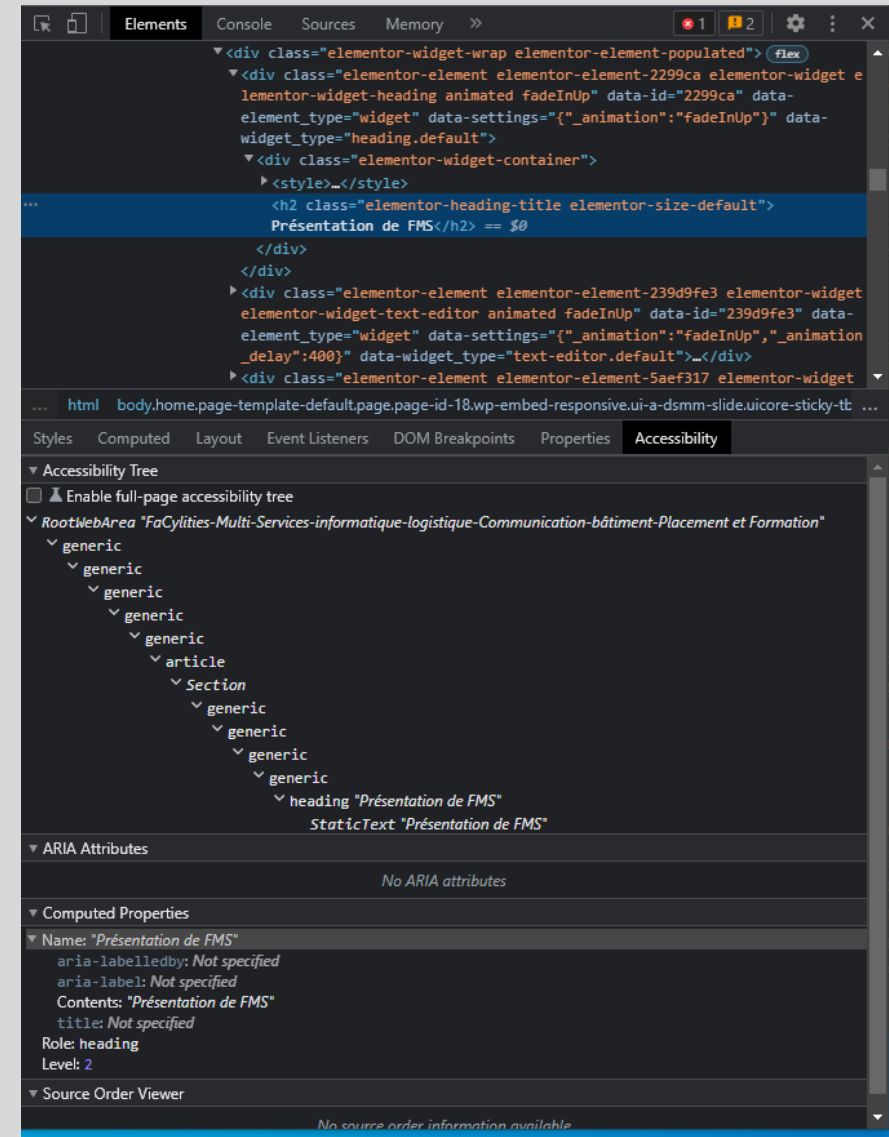 Elements Console Sources Memory » 1 2
<div class="elementor-widget-wrap elementor-element-populated"> flex
<div class="elementor-element elementor-element-2299ca elementor-widget e
lementor-widget-heading animated fadeInUp" data-id="2299ca" data-
element_type="widget" data-settings="{"_animation":"fadeInUp"}" data-
widget_type="heading.default">
<div class="elementor-widget-container">
<style>…</style>
<h2 class="elementor-heading-title elementor-size-default">
Présentation de FMS</h2> == $0
</div>
</div>
<div class="elementor-element elementor-element-239d9fe3 elementor-widget
elementor-widget-text-editor animated fadeInUp" data-id="239d9fe3" data-
element_type="widget" data-settings="{"_animation":"fadeInUp","_animation
_delay":400}" data-widget_type="text-editor.default">…</div>
<div class="elementor-element elementor-element-5aef317 elementor-widget
... html body.home.page-template-default.page.page-id-18.wp-embed-responsive.ui-a-dsmm-slide.uicore-sticky-tb ...
Styles Computed Layout Event Listeners DOM Breakpoints Properties Accessibility
Accessibility Tree
Enable full-page accessibility tree
RootWebArea "FaCylities-Multi-Services-informatique-logistique-Communication-bâtiment-Placement et Formation"
generic
generic
generic
generic
generic
article
Section
generic
generic
generic
generic
heading "Présentation de FMS"
StaticText "Présentation de FMS"
ARIA Attributes
No ARIA attributes
Computed Properties
Name: "Présentation de FMS"
aria-labelledby: Not specified
aria-label: Not specified
Contents: "Présentation de FMS"
title: Not specified
Role: heading
Level: 2
Source Order Viewer
No source order information available